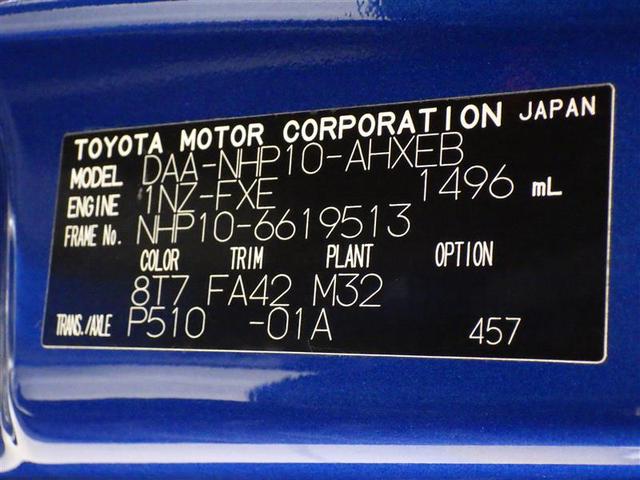 TOYOTA MOTOR CORPORATION JAPAN
MODEL DAA-NHP10-AHXEB
ENGINE 1NZ-FXE 1496 mL
FRAME No. NHP10-6619513
COLOR TRIM PLANT OPTION
8T7 FA42 M32
TRANS./AXLE P510 -01A 457